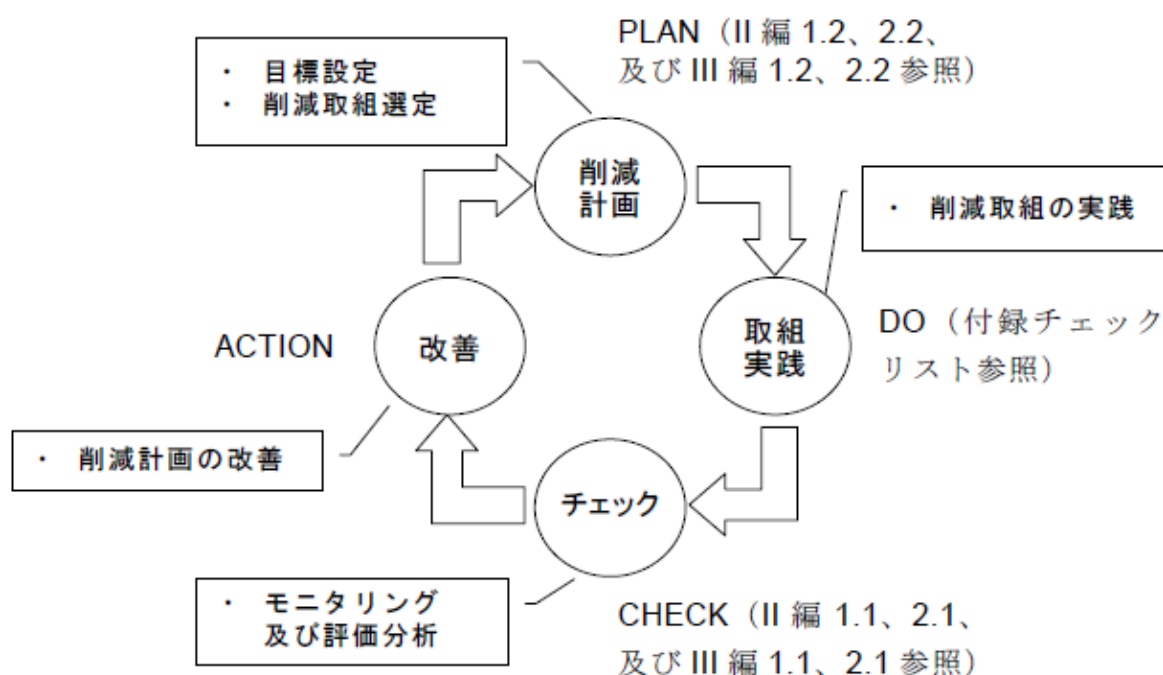 PLAN（II 編 1.2、2.2、
及び III 編 1.2、2.2 参照）
・ 目標設定
・ 削減取組選定
削減
計画
・ 削減取組の実践
取組
実践
DO（付録チェック
リスト参照）
ACTION
改善
・ 削減計画の改善
チェック
・ モニタリング
及び評価分析
CHECK（II 編 1.1、2.1、
及び III 編 1.1、2.1 参照）